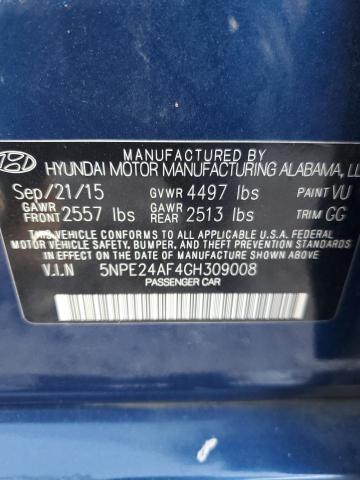 MANUFACTURED BY
HYUNDAI MOTOR MANUFACTURING ALABAMA, LL
Sep/21/15 GVWR 4497 lbs PAINT VU
GAWR FRONT 2557 lbs GAWR REAR 2513 lbs TRIM GG
THIS VEHICLE CONFORMS TO ALL APPLICABLE
U.S.A. FEDERAL MOTOR VEHICLE
SAFETY, BUMPER, AND THEFT PREVENTION
STANDARDS IN EFFECT ON THE DATE OF
MANUFACTURE SHOWN ABOVE.
V.I.N 5NPE24AF4GH309008
PASSENGER CAR